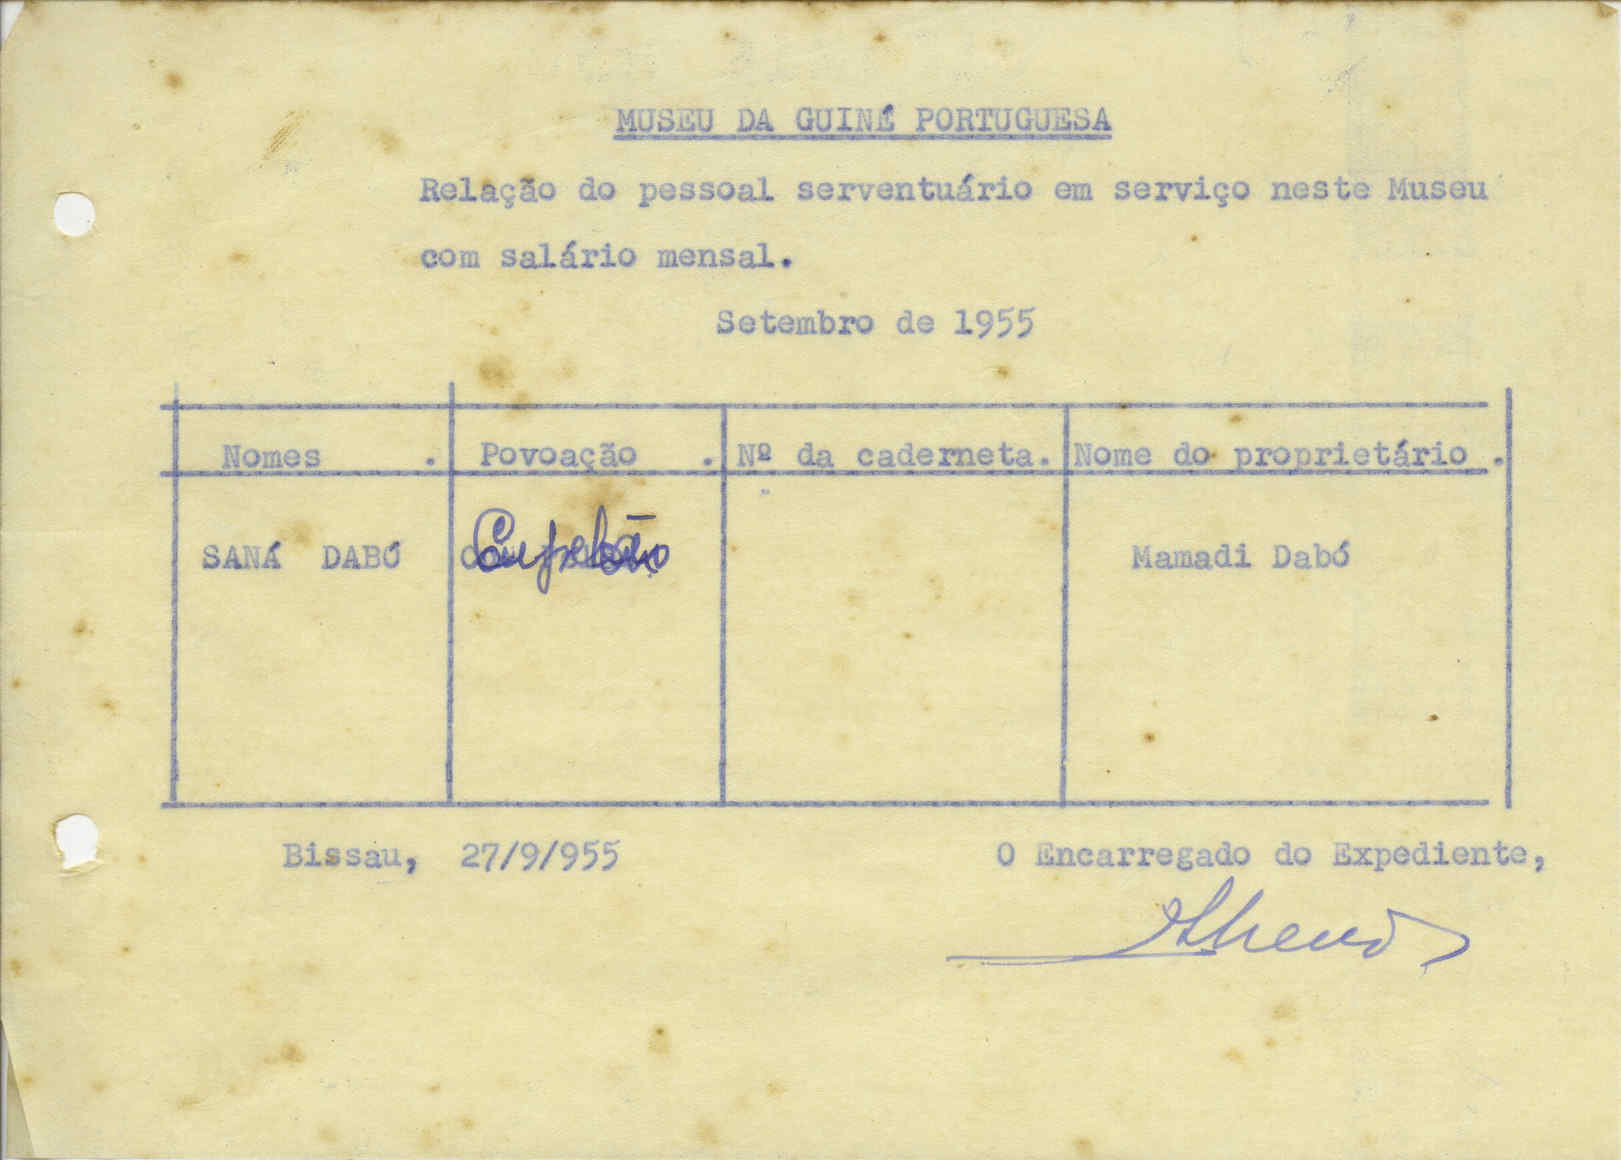 MUSEU DA GUINÉ PORTUGUESA
Relação do pessoal serventuário em serviço neste Museu
com salário mensal.
Setembro de 1955
Nomes . Povoação . Nº da caderneta. Nome do proprietário .
SANÁ DABÓ Cupelão Mamadi Dabó
Bissau, 27/9/955 O Encarregado do Expediente,